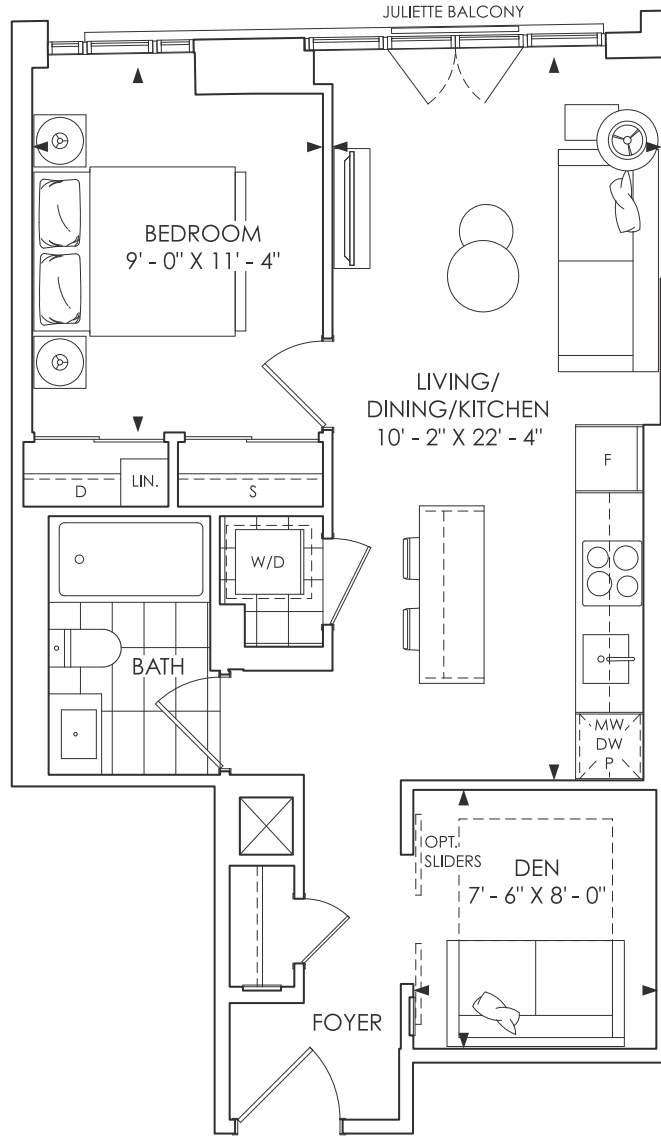 JULIETTE BALCONY
BEDROOM
9' - 0" X 11' - 4"
LIVING/
DINING/KITCHEN
10' - 2" X 22' - 4"
F
D
LIN.
S
W/D
BATH
MW
DW
P
OPT.
SLIDERS
DEN
7' - 6" X 8' - 0"
FOYER